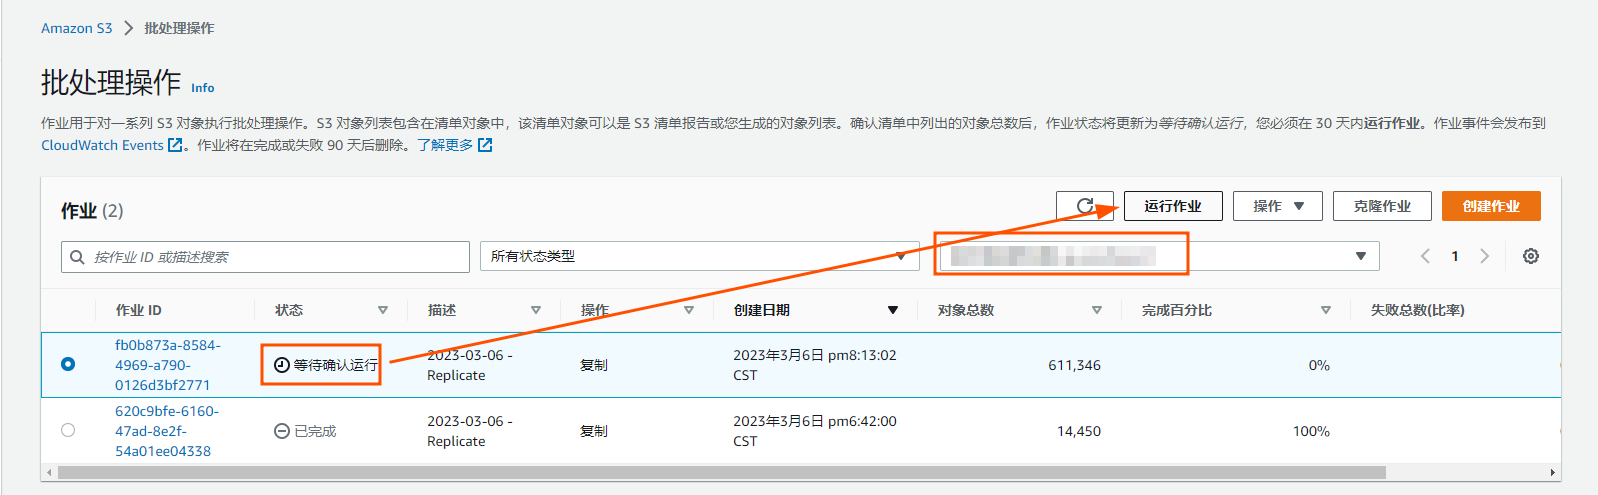 Amazon S3 > 批处理操作
批处理操作 Info
作业用于对一系列 S3 对象执行批处理操作。S3 对象列表包含在清单对象中，该清单对象可以是 S3 清单报告或您生成的对象列表。确认清单中列出的对象总数后，作业状态将更新为等待确认运行，您必须在 30 天内运行作业。作业事件会发布到
CloudWatch Events 。作业将在完成或失败 90 天后删除。了解更多
作业 (2)
运行作业 操作 克隆作业 创建作业
按作业 ID 或描述搜索 所有状态类型 1
作业 ID 状态 描述 操作 创建日期 对象总数 完成百分比 失败总数(比率)
fb0b873a-8584-
4969-a790-
0126d3bf2771
等待确认运行
2023-03-06 -
Replicate
复制
2023年3月6日 pm8:13:02
CST
611,346
0%
620c9bfe-6160-
47ad-8e2f-
54a01ee04338
已完成
2023-03-06 -
Replicate
复制
2023年3月6日 pm6:42:00
CST
14,450
100%